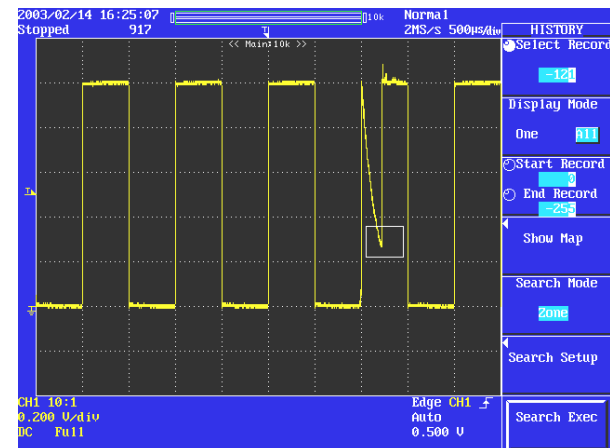 2003/02/14 16:25:07 10k Normal
Stopped 917 2MS/s 500µs/div
<< Main:10k >>
HISTORY
Select Record
-121
Display Mode
One All
Start Record
0
End Record
-255
Show Map
Search Mode
Zone
Search Setup
Search Exec
CH1 10:1
0.200 V/div
DC Full
Edge CH1
Auto
0.500 V